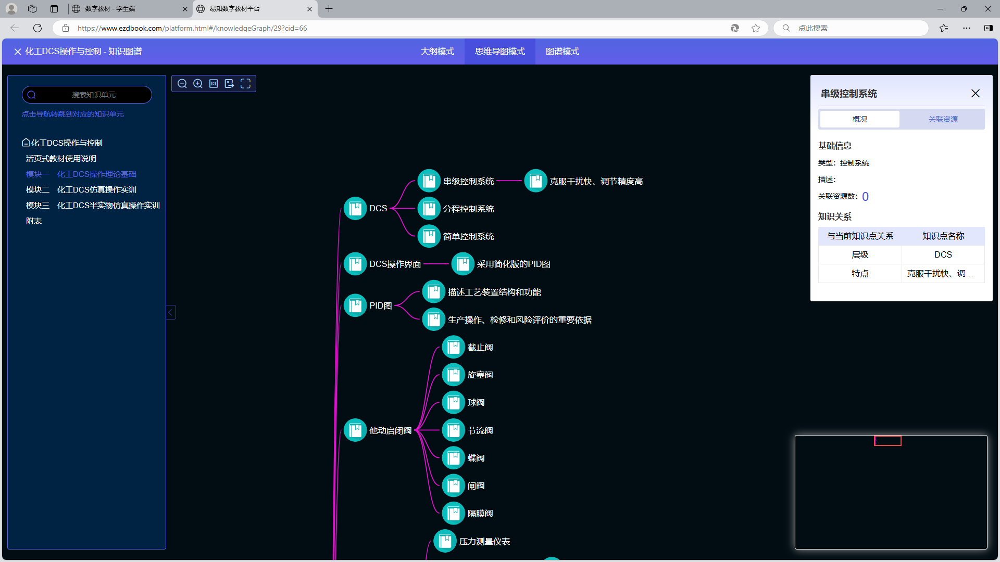 数字教材 - 学生端
易知数字教材平台
https://www.ezdbook.com/platform.html#/knowledgeGraph/29?cid=66
点此搜索
化工DCS操作与控制 - 知识图谱
大纲模式
思维导图模式
图谱模式
搜索知识单元
点击导航转跳到对应的知识单元
化工DCS操作与控制
活页式教材使用说明
模块一 化工DCS操作理论基础
模块二 化工DCS仿真操作实训
模块三 化工DCS半实物仿真操作实训
附表
DCS
串级控制系统
克服干扰快、调节精度高
分程控制系统
简单控制系统
DCS操作界面
采用简化版的PID图
PID图
描述工艺装置结构和功能
生产操作、检修和风险评价的重要依据
他动启闭阀
截止阀
旋塞阀
球阀
节流阀
蝶阀
闸阀
隔膜阀
压力测量仪表
串级控制系统
概况
关联资源
基础信息
类型：控制系统
描述：
关联资源数：0
知识关系
与当前知识点关系 知识点名称
层级 DCS
特点 克服干扰快、调...